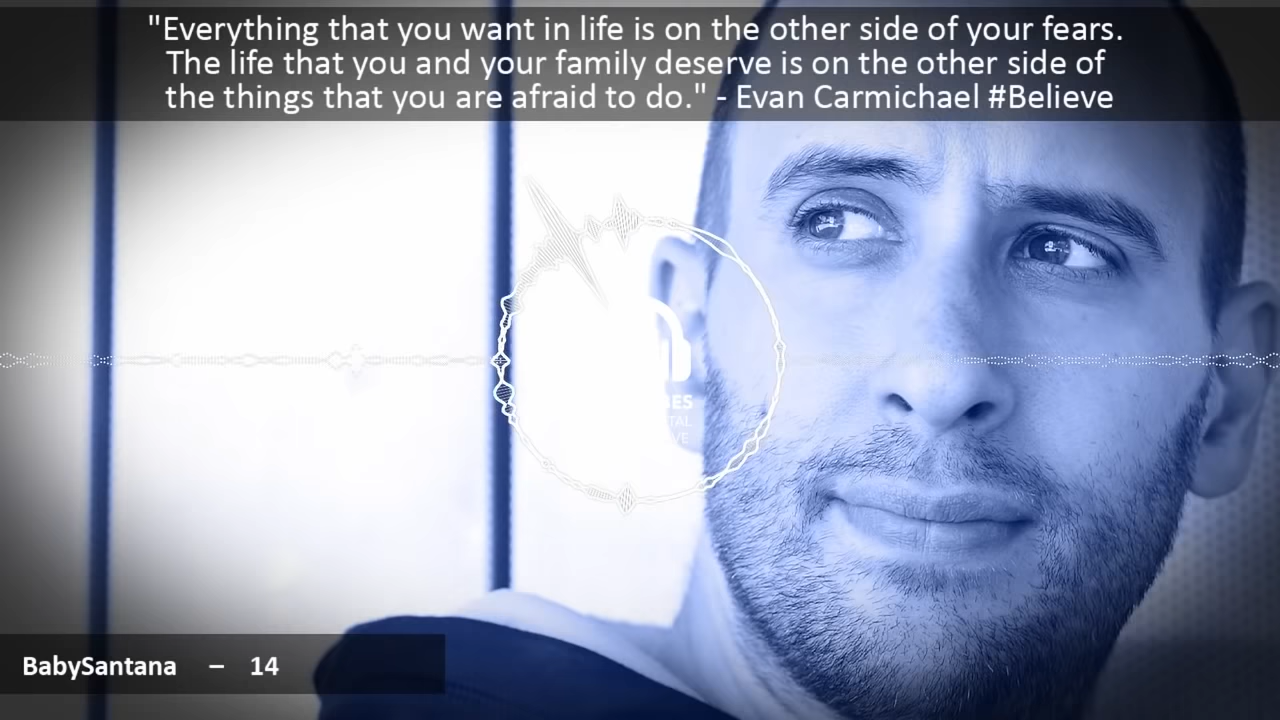 "Everything that you want in life is on the other side of your fears.
The life that you and your family deserve is on the other side of
the things that you are afraid to do." - Evan Carmichael #Believe
BabySantana – 14